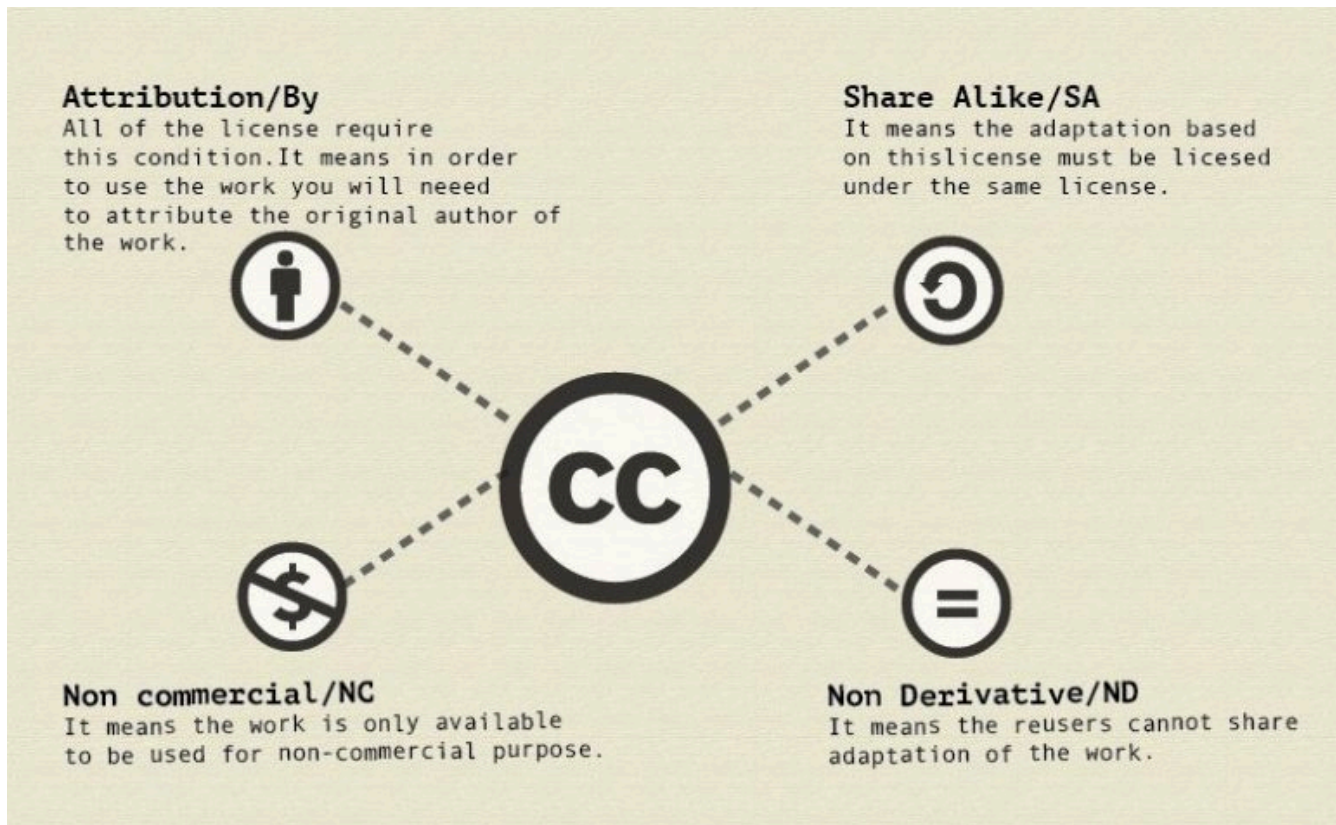 Attribution/By
All of the license require
this condition.It means in order
to use the work you will neeed
to attribute the original author of
the work.
Share Alike/SA
It means the adaptation based
on thislicense must be licesed
under the same license.
CC
$
=
Non commercial/NC
It means the work is only available
to be used for non-commercial purpose.
Non Derivative/ND
It means the reusers cannot share
adaptation of the work.